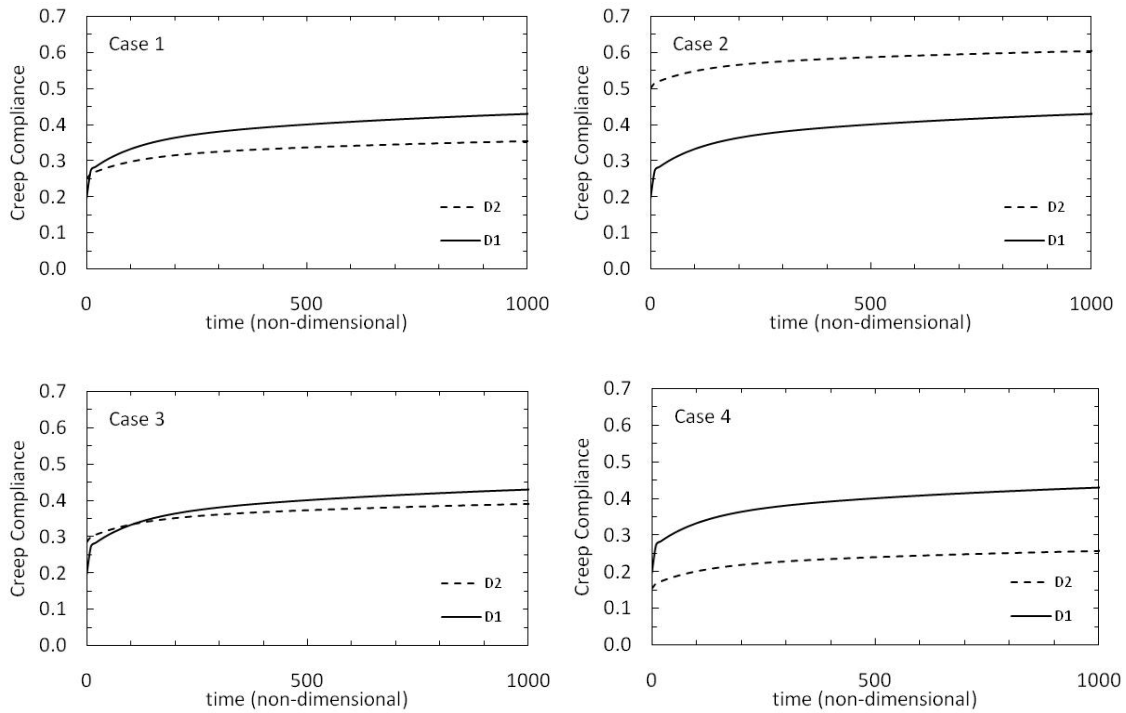 Case 1
Creep Compliance
0.7
0.6
0.5
0.4
0.3
0.2
0.1
0.0
D2
D1
0
500
1000
time (non-dimensional)
Case 2
Creep Compliance
0.7
0.6
0.5
0.4
0.3
0.2
0.1
0.0
D2
D1
0
500
1000
time (non-dimensional)
Case 3
Creep Compliance
0.7
0.6
0.5
0.4
0.3
0.2
0.1
0.0
D2
D1
0
500
1000
time (non-dimensional)
Case 4
Creep Compliance
0.7
0.6
0.5
0.4
0.3
0.2
0.1
0.0
D2
D1
0
500
1000
time (non-dimensional)